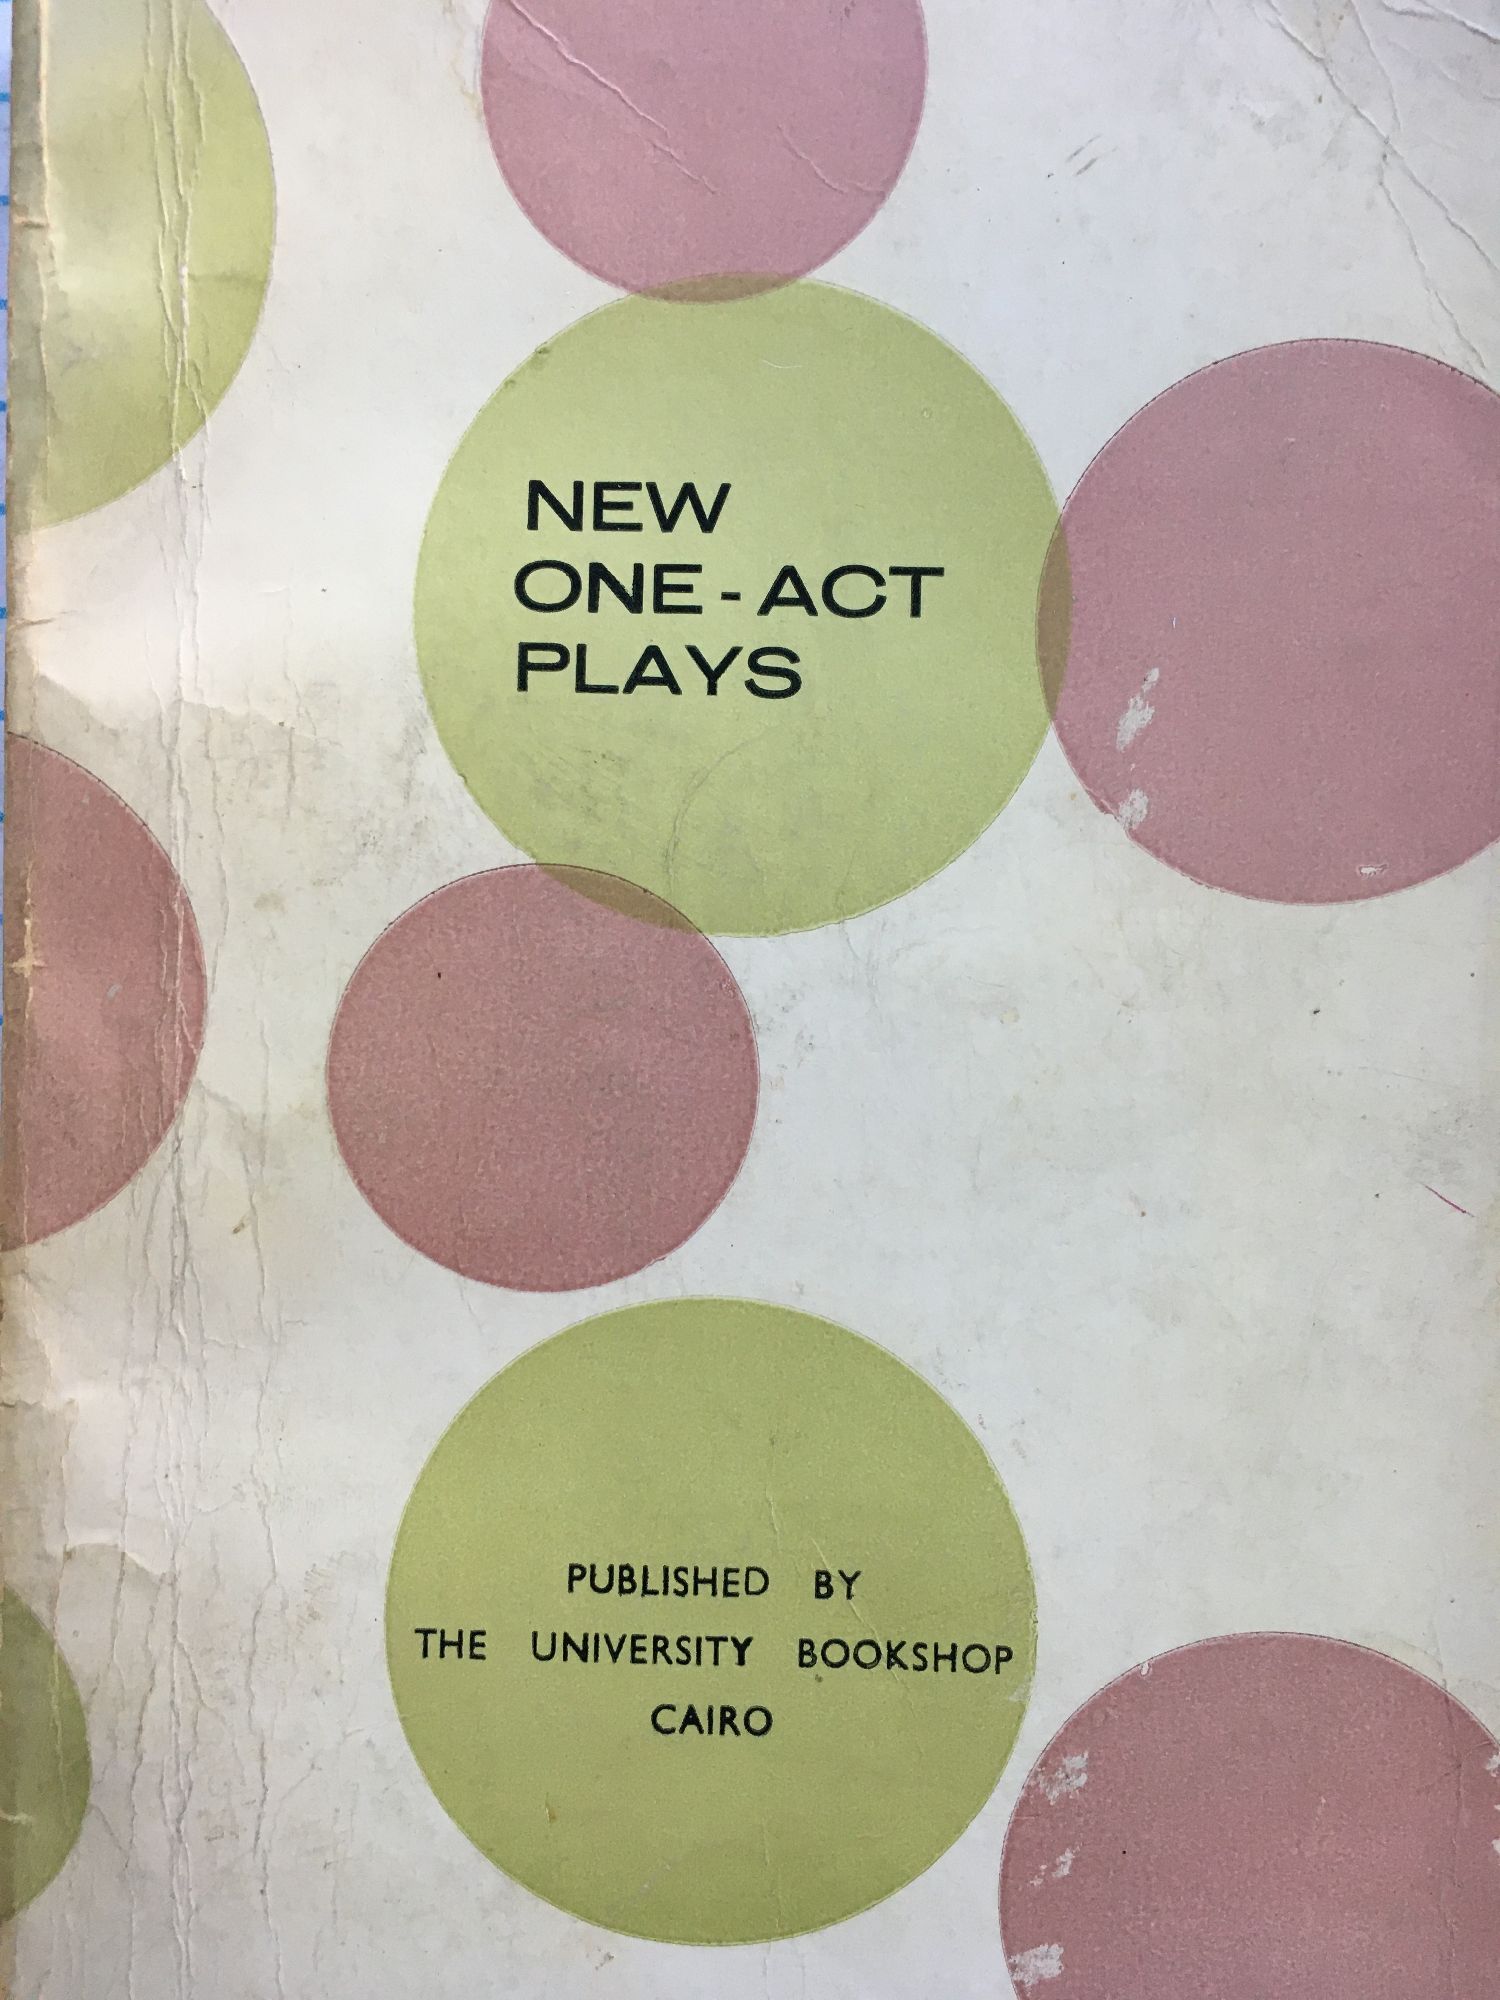 NEW
ONE-ACT
PLAYS
PUBLISHED BY
THE UNIVERSITY BOOKSHOP
CAIRO